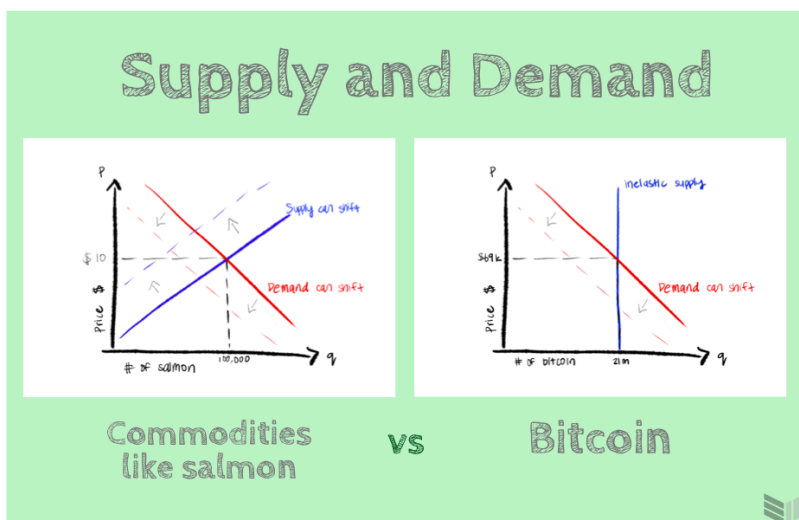 Supply and Demand
P
Supply can shift
$10
Demand can shift
Price $
100,000
q
# of salmon
P
inelastic supply
$69k
Demand can shift
Price $
21m
q
# of bitcoin
Commodities
like salmon
vs
Bitcoin